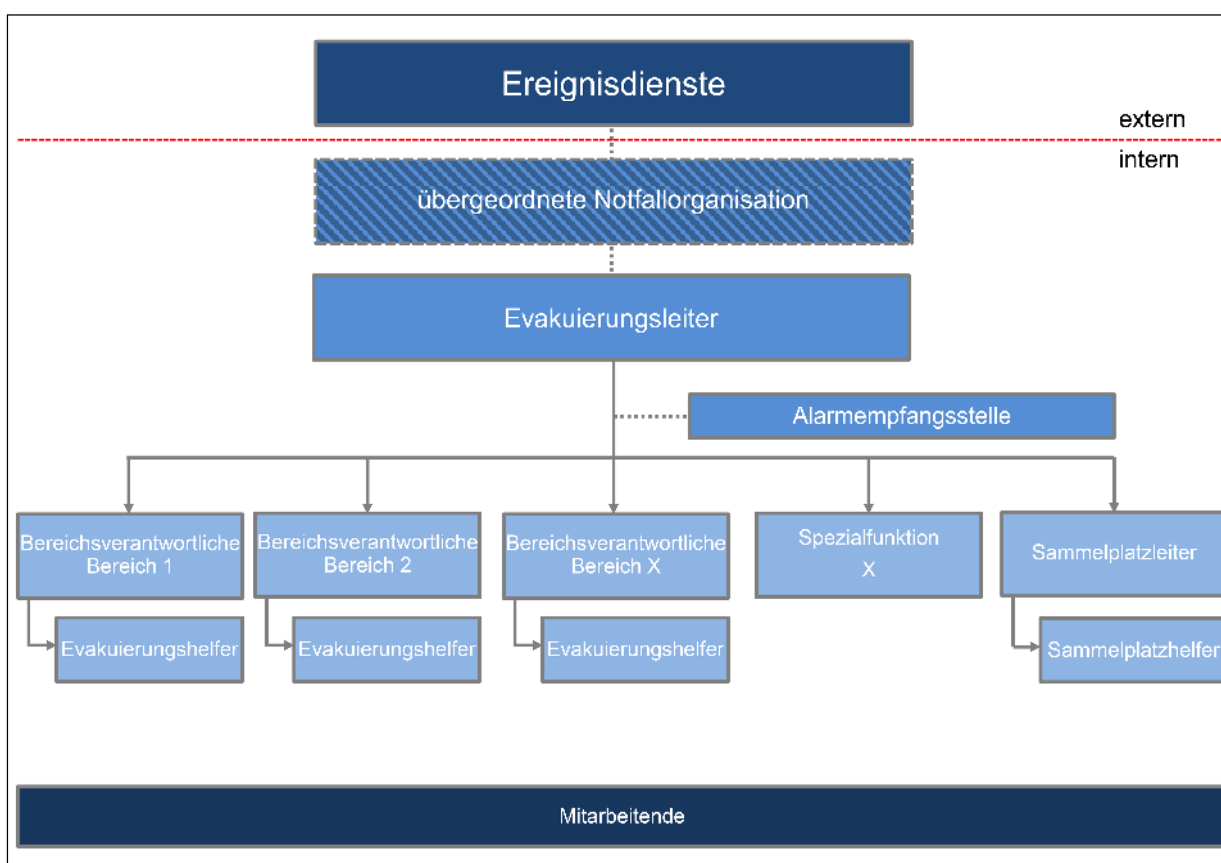 Ereignisdienste
extern
intern
übergeordnete Notfallorganisation
Evakuierungsleiter
Alarmempfangsstelle
Bereichsverantwortliche
Bereich 1
Bereichsverantwortliche
Bereich 2
Bereichsverantwortliche
Bereich X
Spezialfunktion
X
Sammelplatzleiter
Evakuierungshelfer
Evakuierungshelfer
Evakuierungshelfer
Sammelplatzhelfer
Mitarbeitende